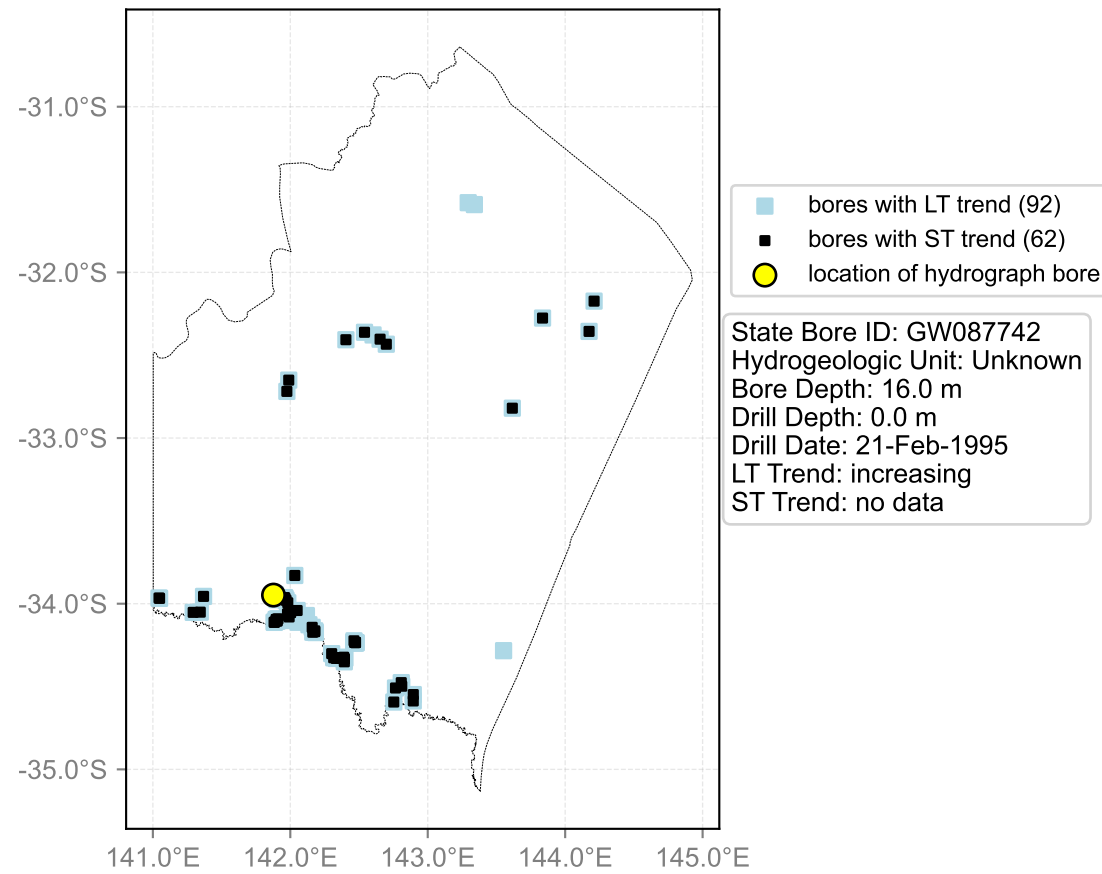 -31.0°S
-32.0°S
-33.0°S
-34.0°S
-35.0°S
141.0°E
142.0°E
143.0°E
144.0°E
145.0°E
bores with LT trend (92)
bores with ST trend (62)
location of hydrograph bore
State Bore ID: GW087742
Hydrogeologic Unit: Unknown
Bore Depth: 16.0 m
Drill Depth: 0.0 m
Drill Date: 21-Feb-1995
LT Trend: increasing
ST Trend: no data